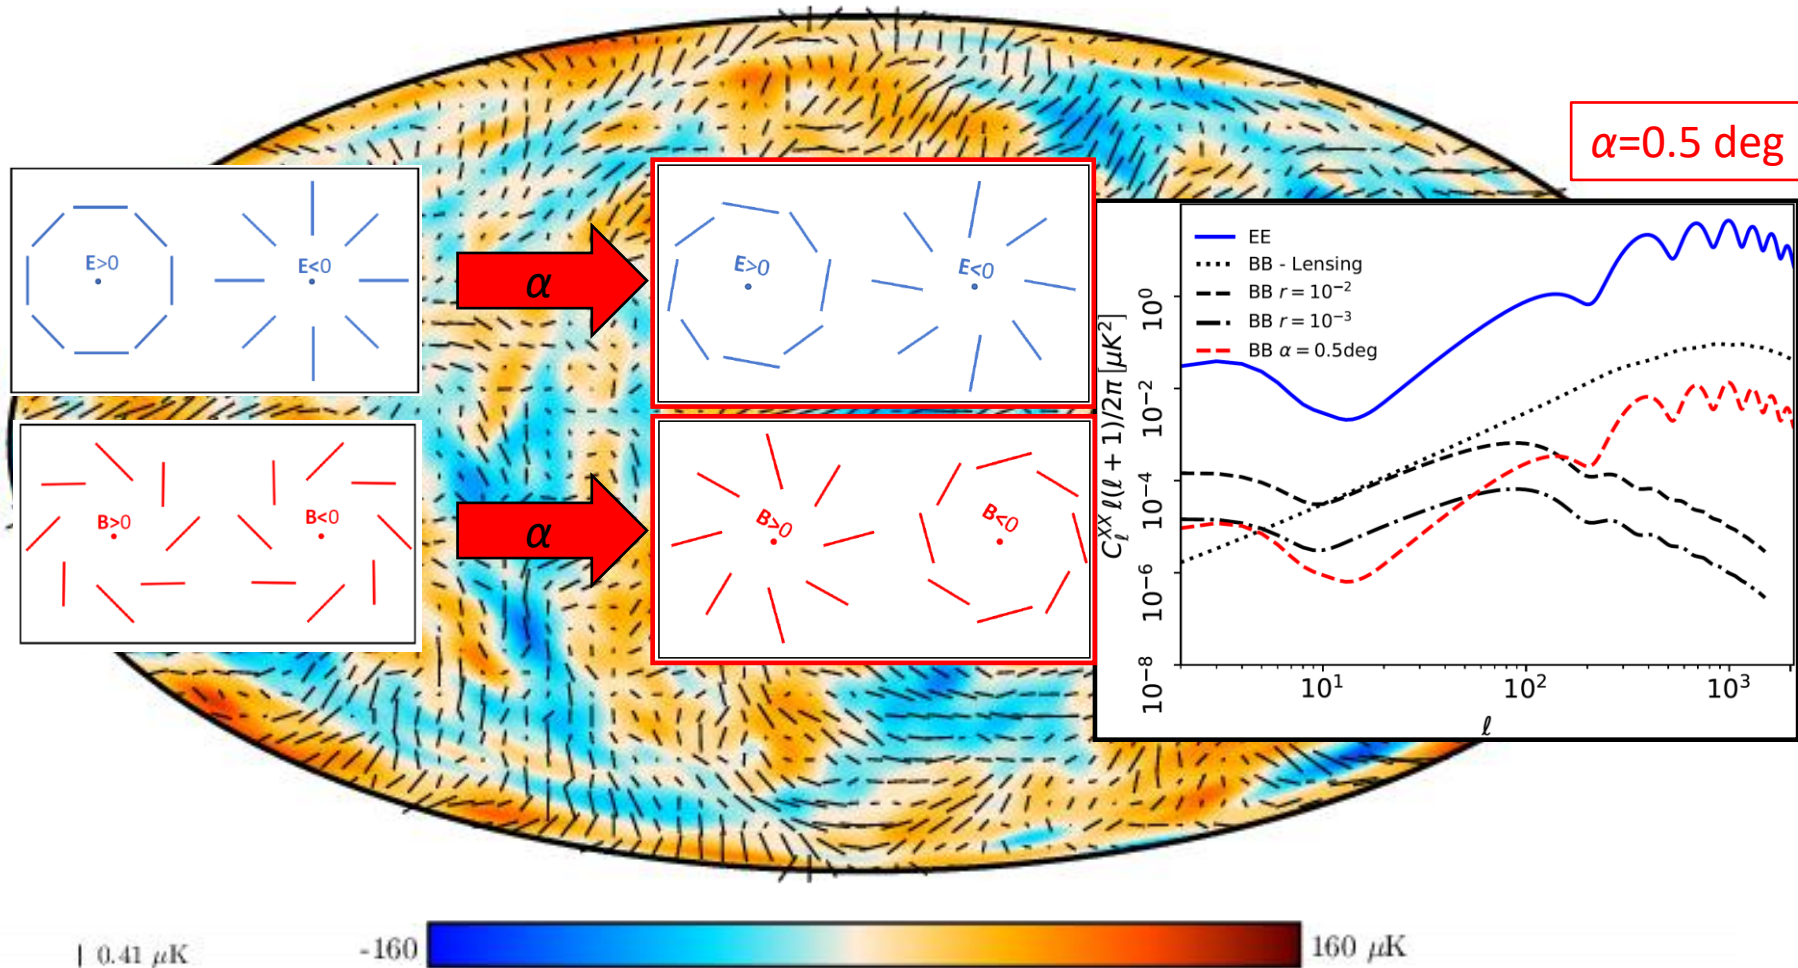 α=0.5 deg
E>0
E<0
α
E>0
E<0
B>0
B<0
α
B>0
B<0
EE
BB - Lensing
BB r = 10⁻²
BB r = 10⁻³
BB α = 0.5deg
C_ℓ^XX ℓ(ℓ + 1)/2π [μK²]
10⁰
10⁻²
10⁻⁴
10⁻⁶
10⁻⁸
10¹
10²
10³
ℓ
0.41 μK
-160
160 μK